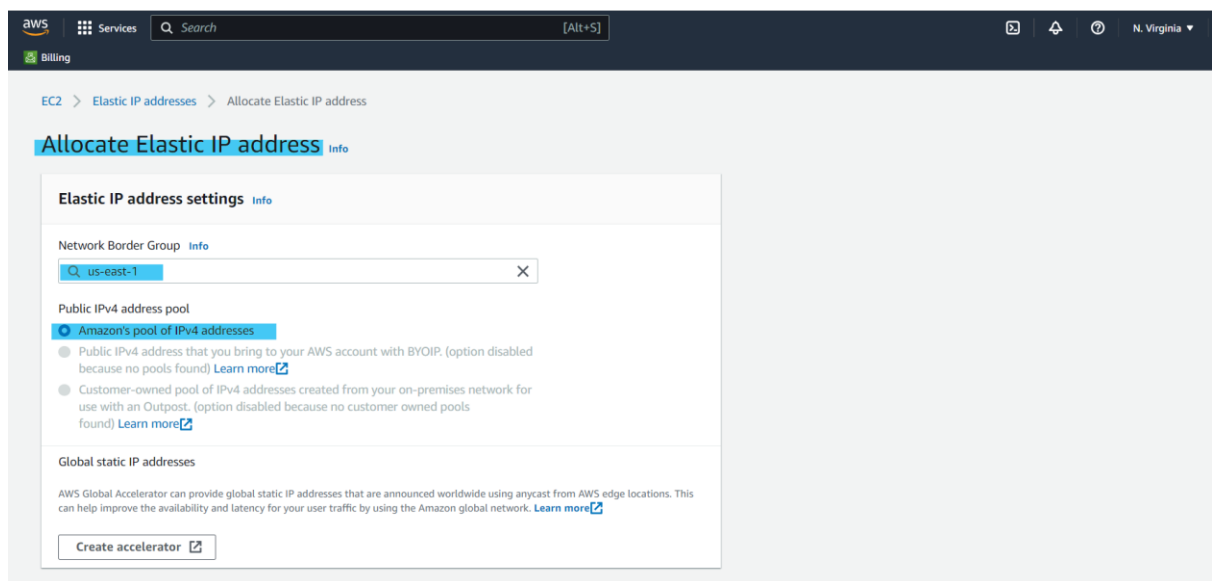 aws
Services
Search
[Alt+S]
N. Virginia
Billing
EC2 > Elastic IP addresses > Allocate Elastic IP address
Allocate Elastic IP address Info
Elastic IP address settings Info
Network Border Group Info
us-east-1
Public IPv4 address pool
Amazon's pool of IPv4 addresses
Public IPv4 address that you bring to your AWS account with BYOIP. (option disabled
because no pools found) Learn more
Customer-owned pool of IPv4 addresses created from your on-premises network for
use with an Outpost. (option disabled because no customer owned pools
found) Learn more
Global static IP addresses
AWS Global Accelerator can provide global static IP addresses that are announced worldwide using anycast from AWS edge locations. This
can help improve the availability and latency for your user traffic by using the Amazon global network. Learn more
Create accelerator